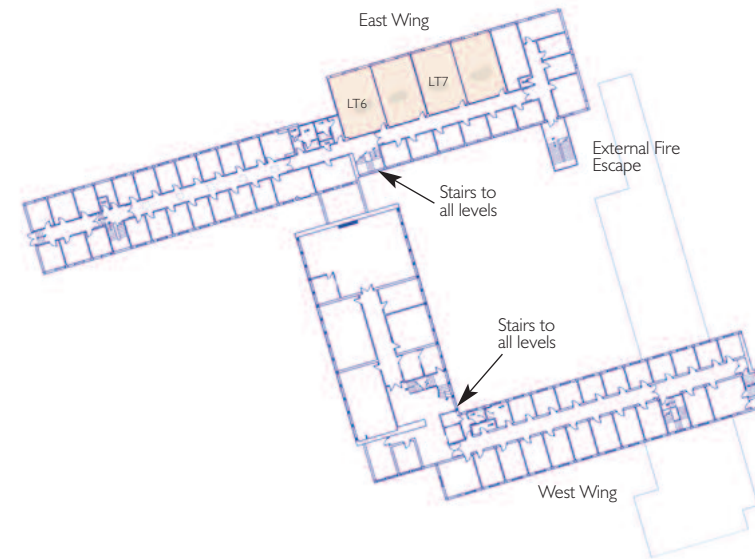 East Wing
LT6
LT7
External Fire
Escape
Stairs to
all levels
Stairs to
all levels
West Wing